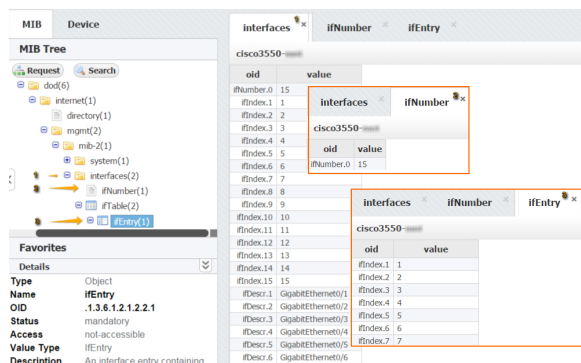 MIB Device
MIB Tree
Request Search
dod(6)
internet(1)
directory(1)
mgmt(2)
mib-2(1)
system(1)
interfaces(2)
ifNumber(1)
ifTable(2)
ifEntry(1)
Favorites
Details
Type Object
Name ifEntry
OID .1.3.6.1.2.1.2.2.1
Status mandatory
Access not-accessible
Value Type IfEntry
Description An interface entry containing
interfaces × ifNumber × ifEntry ×
cisco3550-
oid value
ifNumber.0 15
ifIndex.1 1
ifIndex.2 2
ifIndex.3 3
ifIndex.4 4
ifIndex.5 5
ifIndex.6 6
ifIndex.7 7
ifIndex.8 8
ifIndex.9 9
ifIndex.10 10
ifIndex.11 11
ifIndex.12 12
ifIndex.13 13
ifIndex.14 14
ifIndex.15 15
ifDescr.1 GigabitEthernet0/1
ifDescr.2 GigabitEthernet0/2
ifDescr.3 GigabitEthernet0/3
ifDescr.4 GigabitEthernet0/4
ifDescr.5 GigabitEthernet0/5
ifDescr.6 GigabitEthernet0/6
interfaces × ifNumber ×
cisco3550-
oid value
ifNumber.0 15
interfaces × ifNumber × ifEntry ×
cisco3550-
oid value
ifIndex.1 1
ifIndex.2 2
ifIndex.3 3
ifIndex.4 4
ifIndex.5 5
ifIndex.6 6
ifIndex.7 7